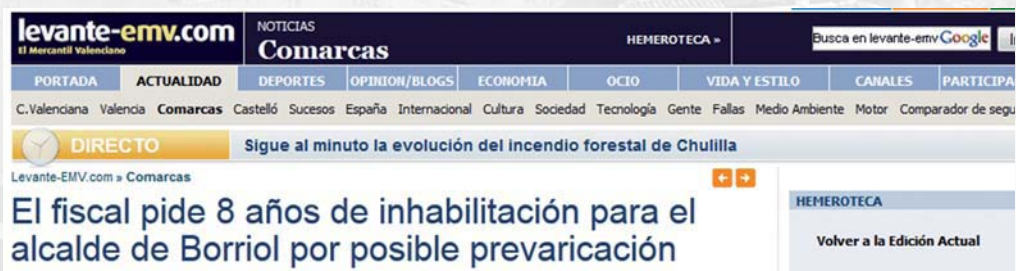 levante-emv.com
El Mercantil Valenciano
NOTICIAS
Comarcas
HEMEROTECA »
Busca en levante-emv Google
PORTADA ACTUALIDAD DEPORTES OPINION/BLOGS ECONOMIA OCIO VIDA Y ESTILO CANALES PARTICIPA
C.Valenciana Valencia Comarcas Castelló Sucesos España Internacional Cultura Sociedad Tecnología Gente Fallas Medio Ambiente Motor Comparador de segu
DIRECTO Sigue al minuto la evolución del incendio forestal de Chulilla
Levante-EMV.com » Comarcas
El fiscal pide 8 años de inhabilitación para el
alcalde de Borriol por posible prevaricación
HEMEROTECA
Volver a la Edición Actual